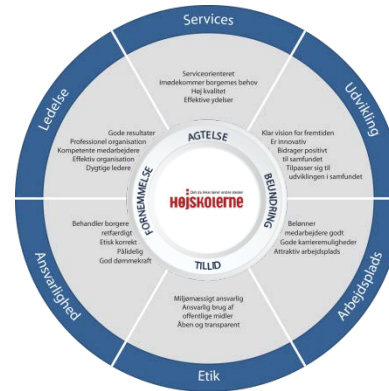 Services
Serviceorienteret
Imødekommer borgernes behov
Høj kvalitet
Effektive ydelser
Udvikling
Klar vision for fremtiden
Er innovativ
Bidrager positivt
til samfundet
Tilpasser sig til
udviklingen i samfundet
Arbejdsplads
Belønner
medarbejdere godt
Gode karrieremuligheder
Attraktiv arbejdsplads
Etik
Miljømæssigt ansvarlig
Ansvarlig brug af
offentlige midler
Åben og transparent
Ansvarlighed
Behandler borgere
retfærdigt
Etisk korrekt
Pålidelig
God dømmekraft
Ledelse
Gode resultater
Professionel organisation
Kompetente medarbejdere
Effektiv organisation
Dygtige ledere
AGTELSE
BEUNDRING
TILLID
FORNEMMELSE
HØJSKOLERNE